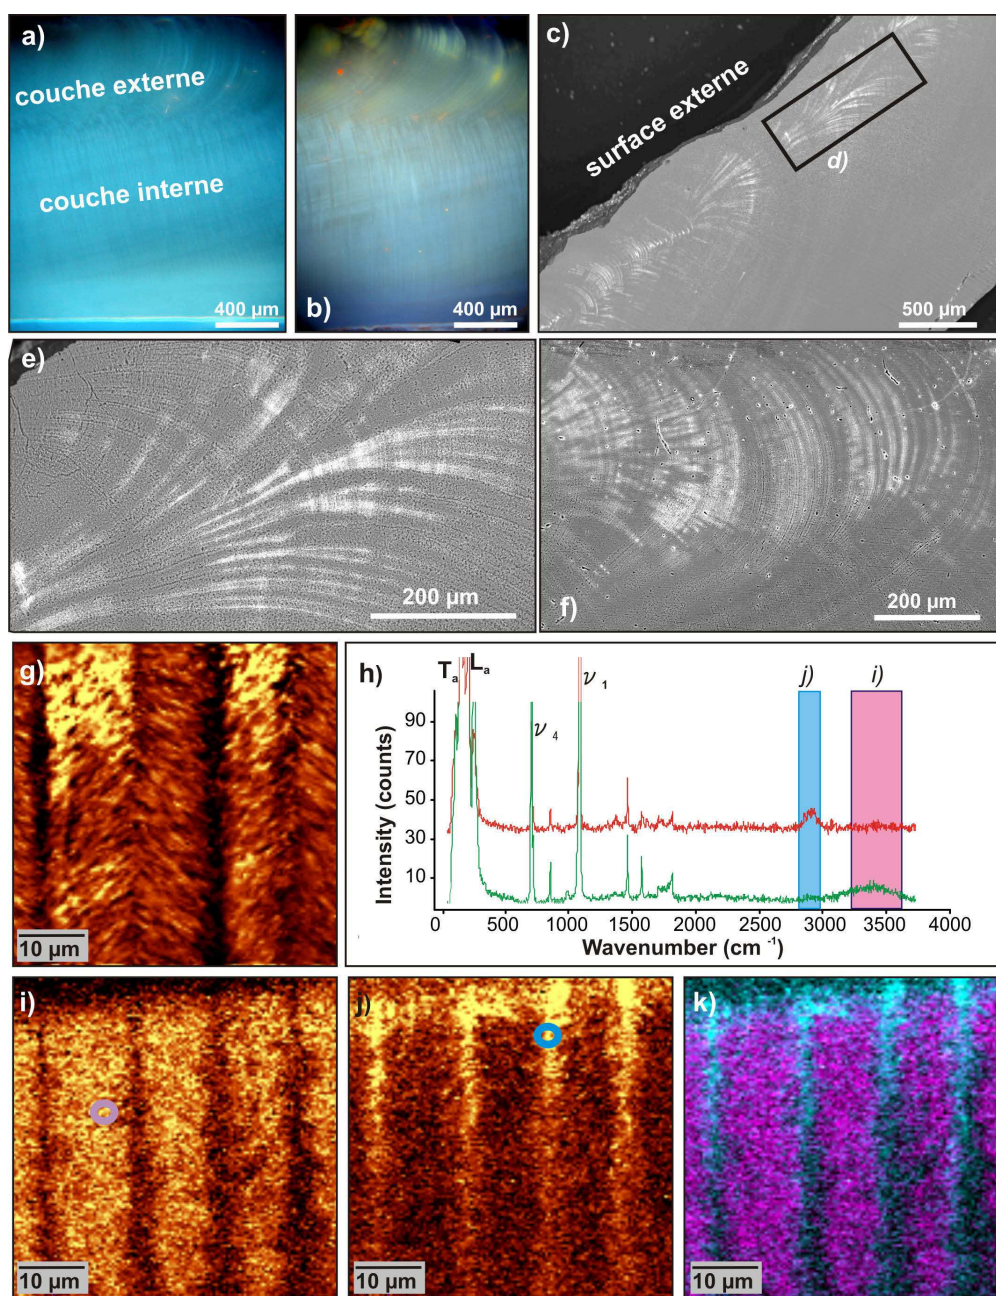 a)
couche externe
couche interne
400 µm
b)
400 µm
c)
surface externe
d)
500 µm
e)
200 µm
f)
200 µm
g)
10 µm
h)
T a
L a
ν 4
ν 1
j)
i)
Intensity (counts)
90
70
50
30
10
0
500
1000
1500
2000
2500
3000
3500
4000
Wavenumber (cm -1)
i)
10 µm
j)
10 µm
k)
10 µm